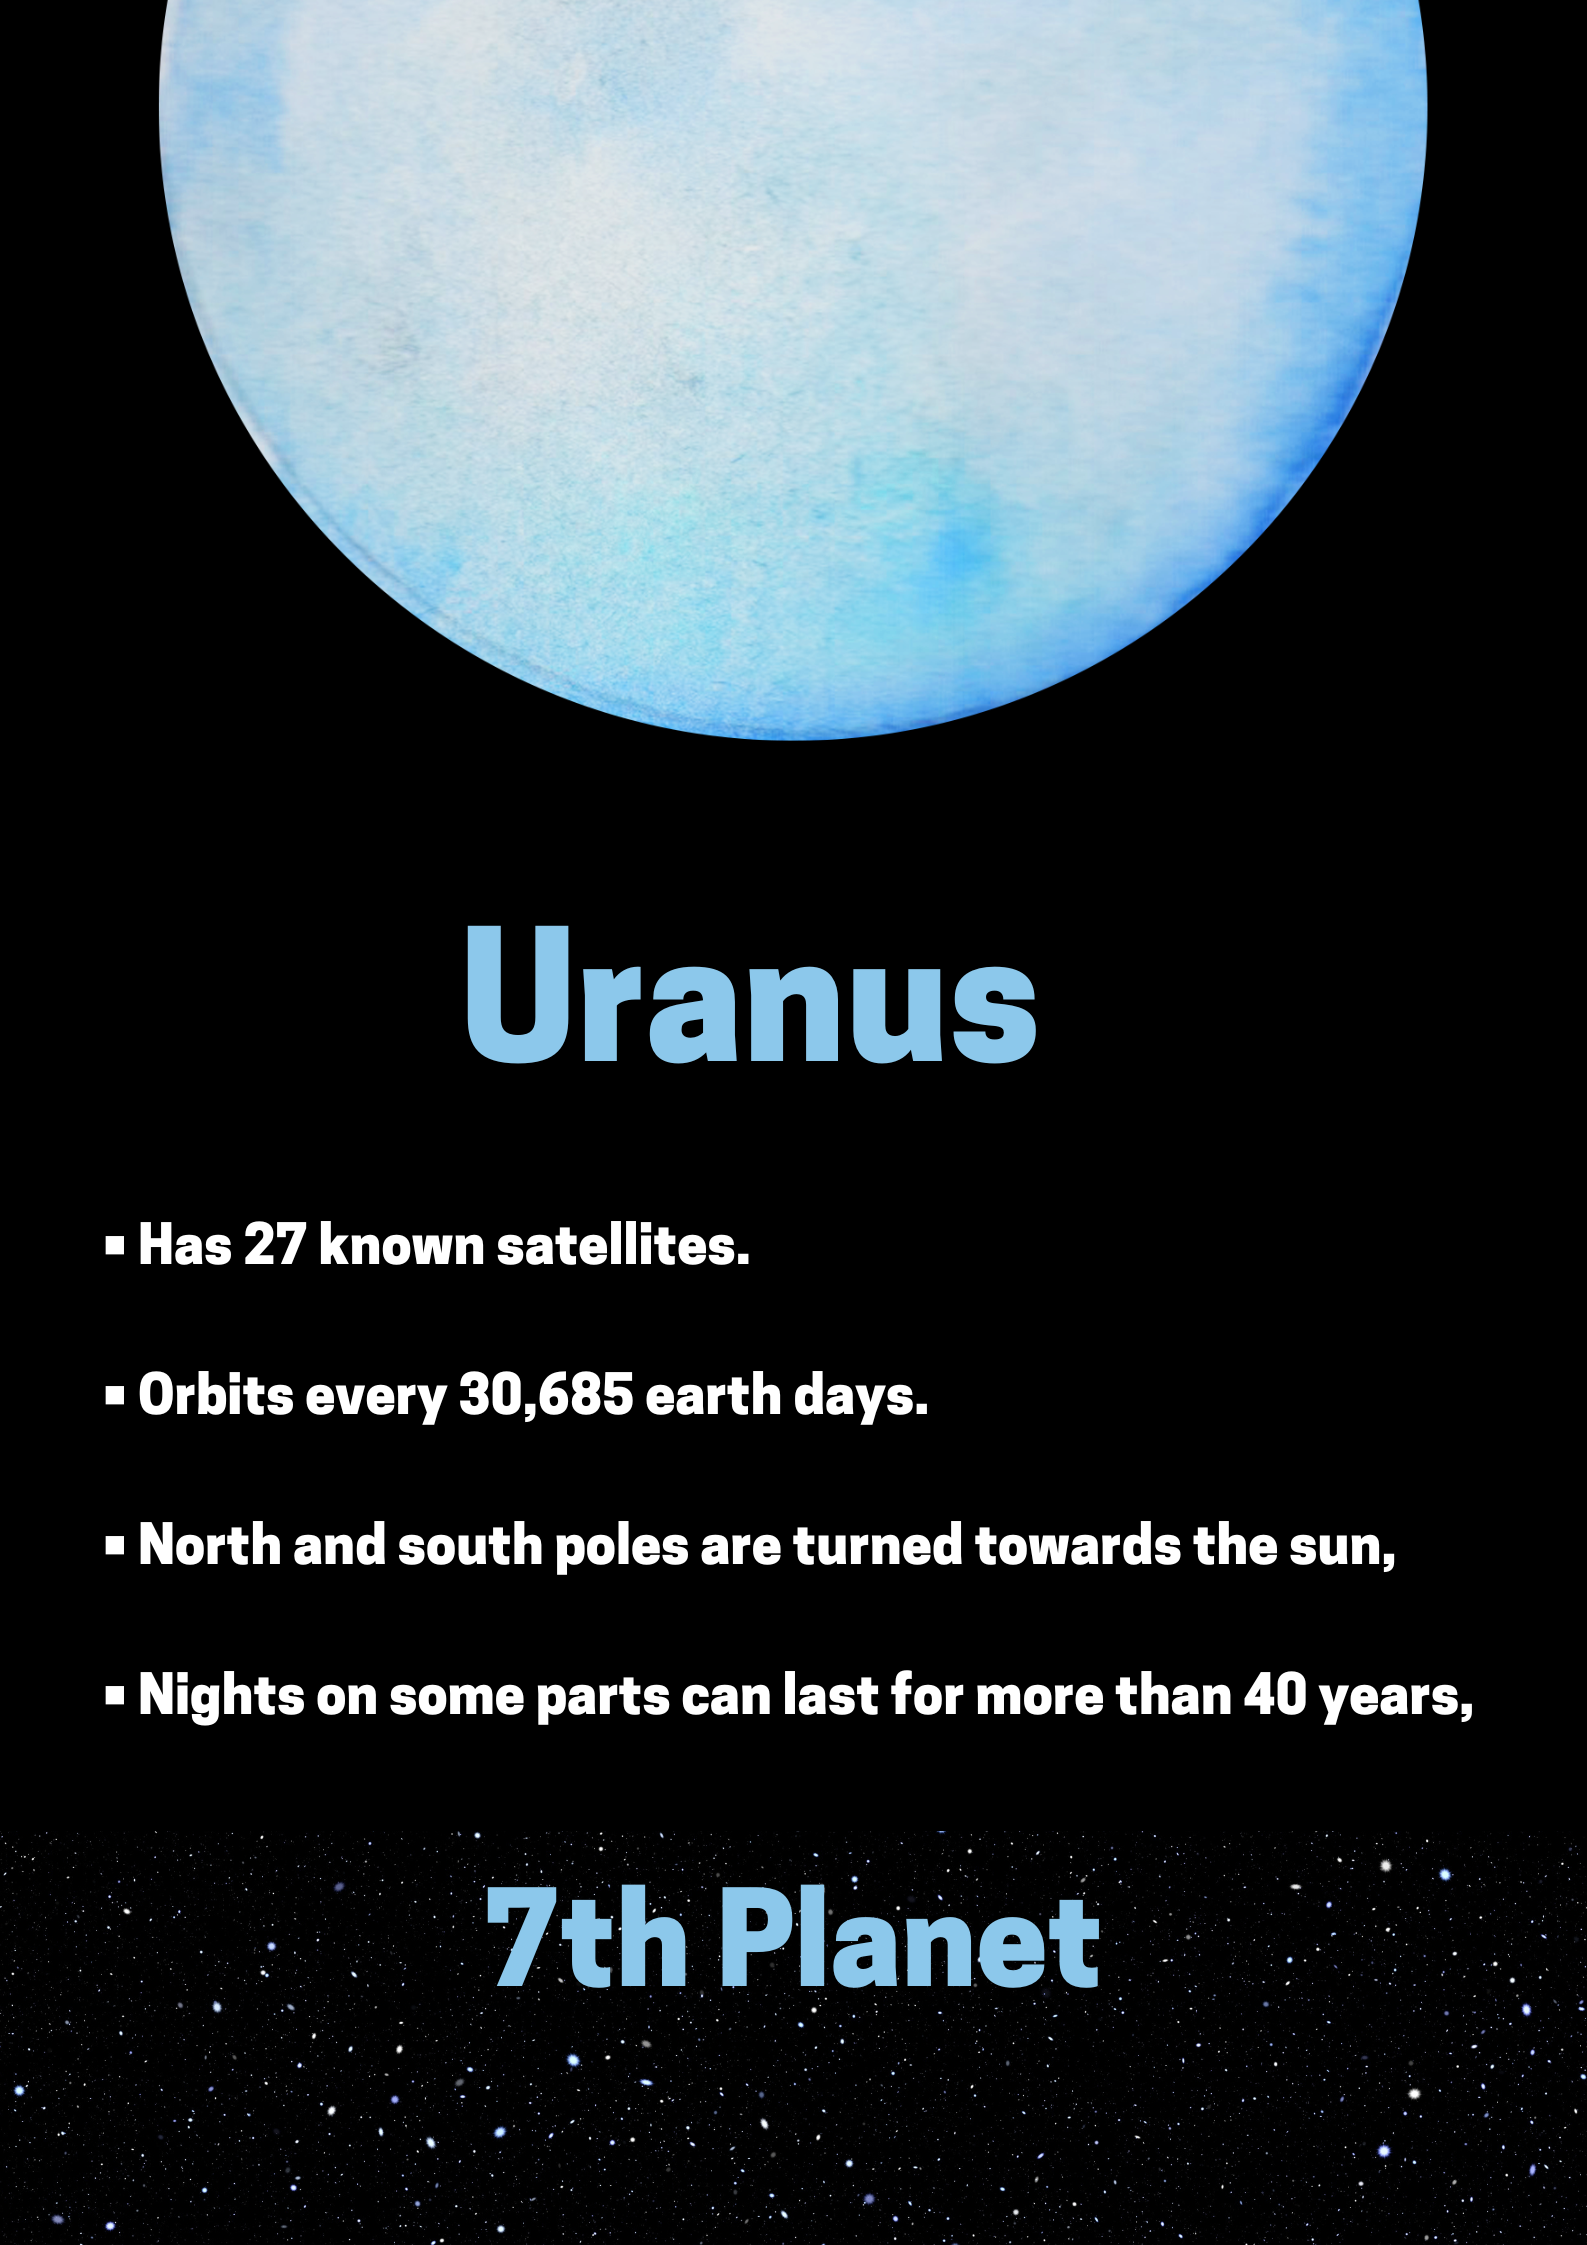 Uranus
▪ Has 27 known satellites.
▪ Orbits every 30,685 earth days.
▪ North and south poles are turned towards the sun,
▪ Nights on some parts can last for more than 40 years,
7th Planet